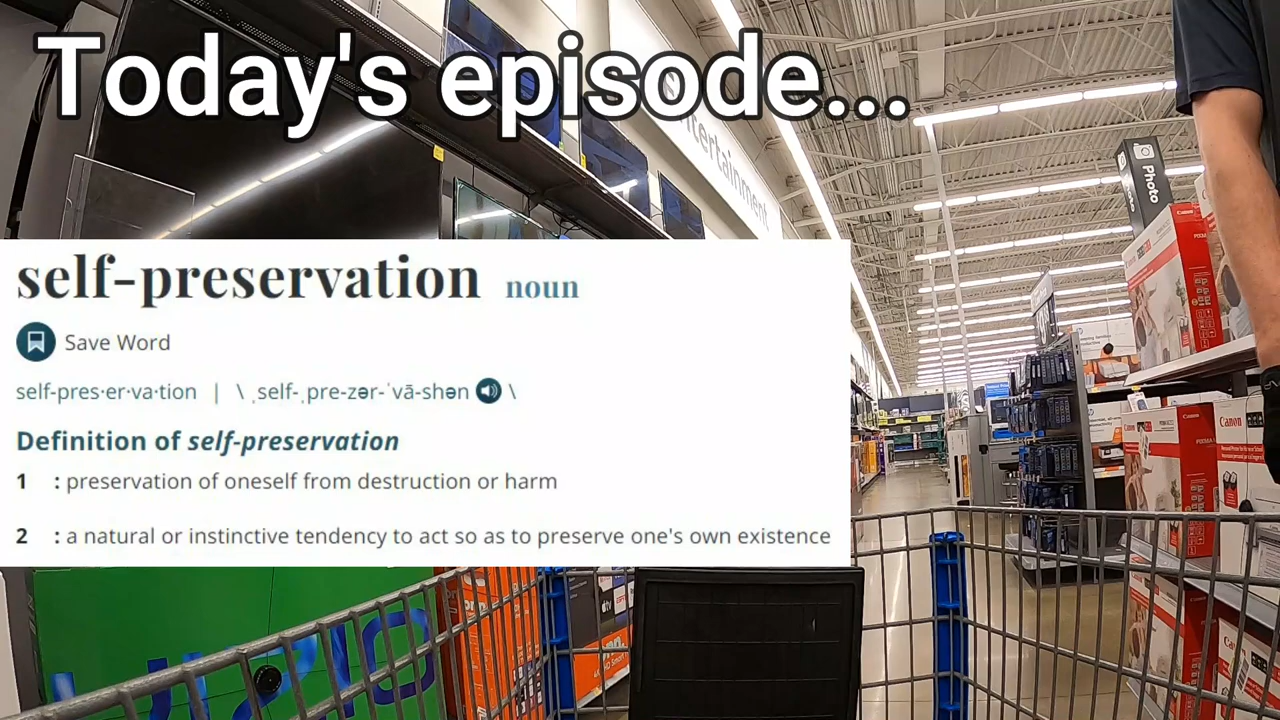 Today's episode...
Entertainment
Photo
self-preservation noun
Save Word
self-pres·er·va·tion | \ ˌself-ˌpre-zər-ˈvā-shən \
Definition of self-preservation
1 : preservation of oneself from destruction or harm
2 : a natural or instinctive tendency to act so as to preserve one's own existence
Canon
Canon